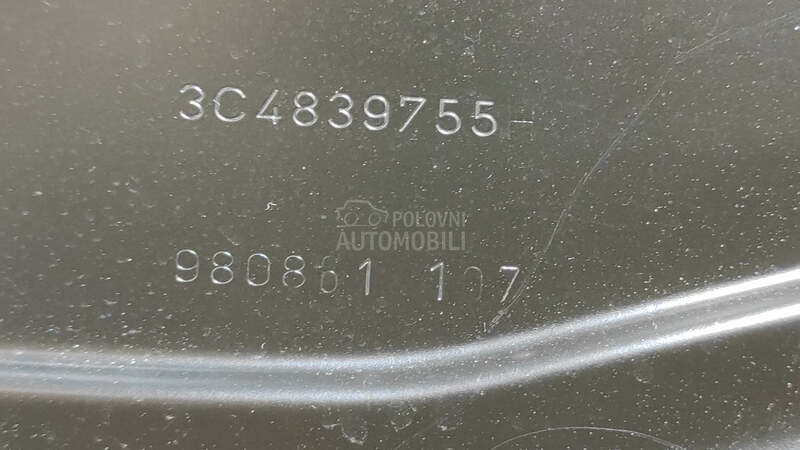 3C4839755-
POLOVNI
AUTOMOBILI
980861 107